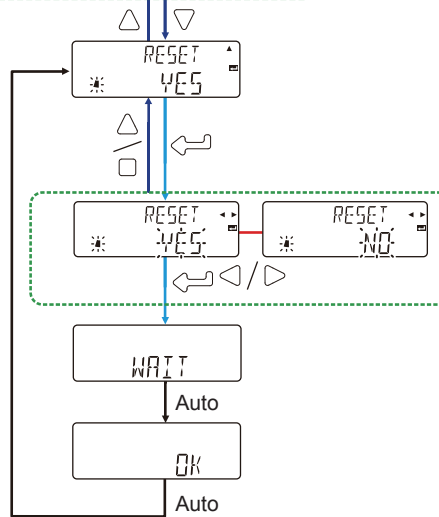 RESET
YES
RESET
YES
RESET
NO
WAIT
Auto
OK
Auto